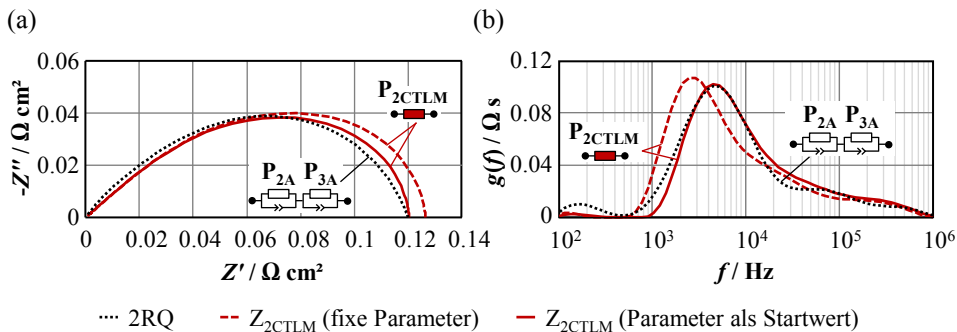 (a)
-Z″ / Ω cm²
0.06
0.04
0.02
0
0
0.02
0.04
0.06
0.08
0.1
0.12
0.14
Z′ / Ω cm²
P2CTLM
P2A
P3A
(b)
g(f) / Ω s
0.12
0.08
0.04
0
10²
10³
10⁴
10⁵
10⁶
f / Hz
P2CTLM
P2A
P3A
2RQ
Z2CTLM (fixe Parameter)
Z2CTLM (Parameter als Startwert)